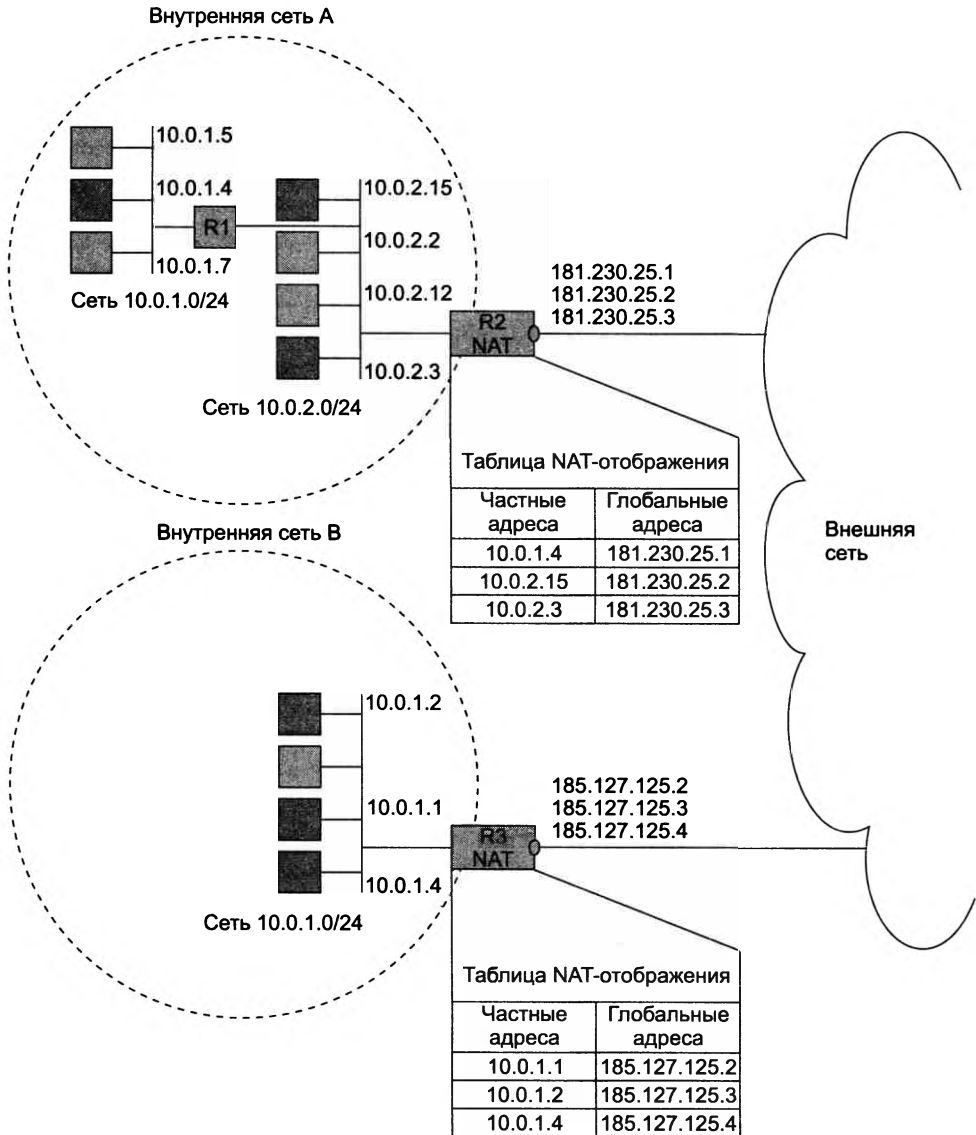 Внутренняя сеть A
10.0.1.5
10.0.1.4
R1
10.0.1.7
Сеть 10.0.1.0/24
10.0.2.15
10.0.2.2
10.0.2.12
10.0.2.3
Сеть 10.0.2.0/24
R2
NAT
181.230.25.1
181.230.25.2
181.230.25.3
Таблица NAT-отображения
Частные адреса Глобальные адреса
10.0.1.4 181.230.25.1
10.0.2.15 181.230.25.2
10.0.2.3 181.230.25.3
Внешняя
сеть
Внутренняя сеть B
10.0.1.2
10.0.1.1
10.0.1.4
Сеть 10.0.1.0/24
R3
NAT
185.127.125.2
185.127.125.3
185.127.125.4
Таблица NAT-отображения
Частные адреса Глобальные адреса
10.0.1.1 185.127.125.2
10.0.1.2 185.127.125.3
10.0.1.4 185.127.125.4